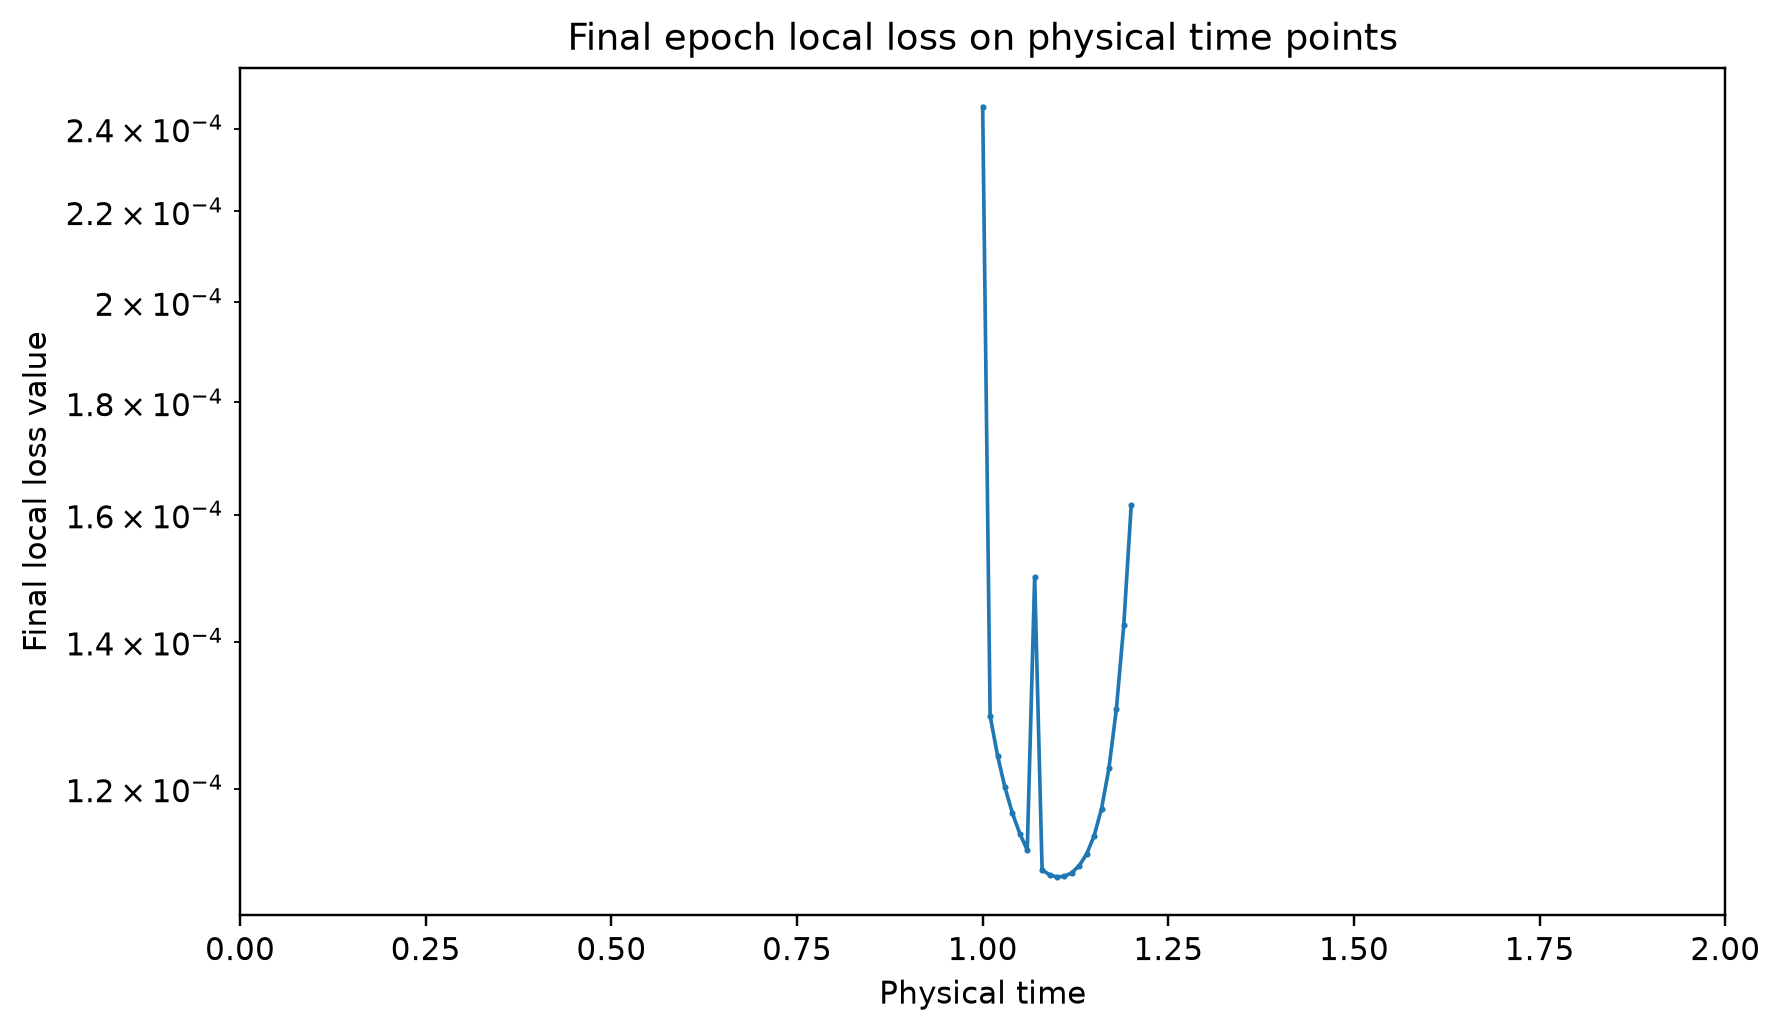 Final epoch local loss on physical time points
2.4 × 10⁻⁴
2.2 × 10⁻⁴
2 × 10⁻⁴
1.8 × 10⁻⁴
1.6 × 10⁻⁴
1.4 × 10⁻⁴
1.2 × 10⁻⁴
Final local loss value
0.00 0.25 0.50 0.75 1.00 1.25 1.50 1.75 2.00
Physical time